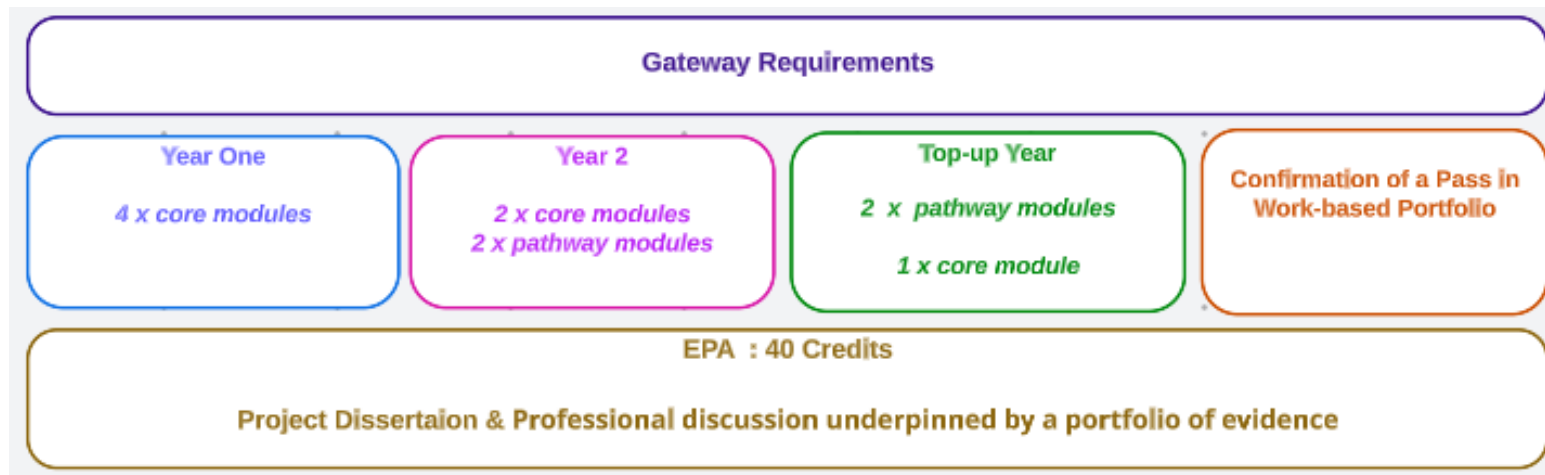 Gateway Requirements
Year One
4 x core modules
Year 2
2 x core modules
2 x pathway modules
Top-up Year
2 x pathway modules
1 x core module
Confirmation of a Pass in
Work-based Portfolio
EPA : 40 Credits
Project Dissertaion & Professional discussion underpinned by a portfolio of evidence